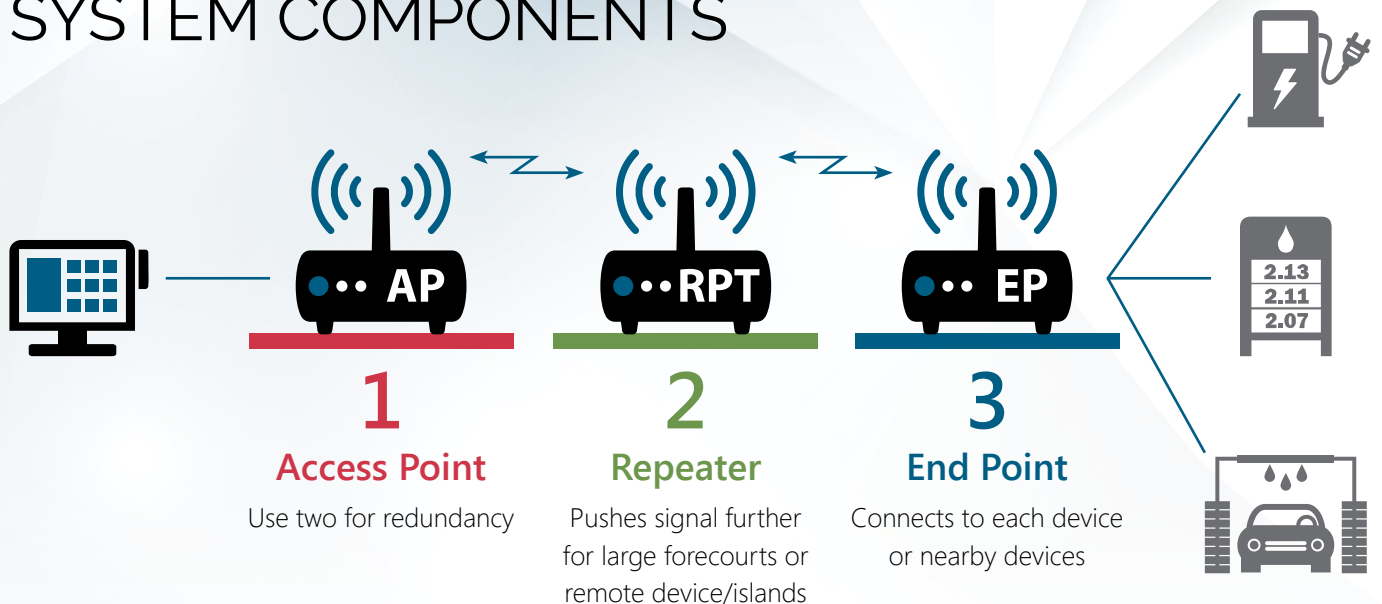 SYSTEM COMPONENTS
AP
RPT
EP
2.13
2.11
2.07
1
2
3
Access Point
Repeater
End Point
Use two for redundancy
Pushes signal further
for large forecourts or
remote device/islands
Connects to each device
or nearby devices